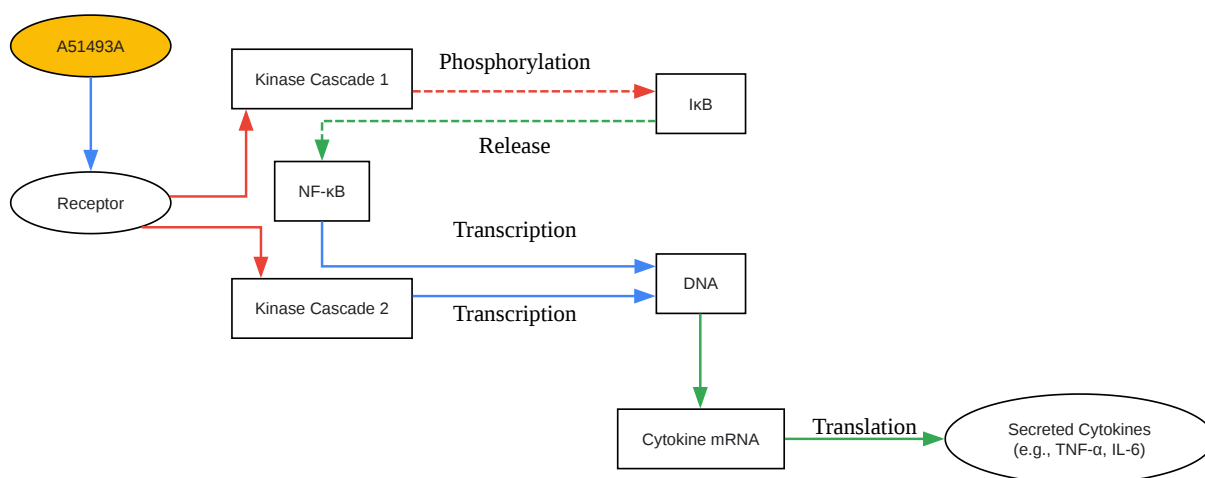 A51493A
Kinase Cascade 1
Phosphorylation
IκB
Release
NF-κB
Receptor
Transcription
DNA
Kinase Cascade 2
Transcription
Cytokine mRNA
Translation
Secreted Cytokines
(e.g., TNF-α, IL-6)